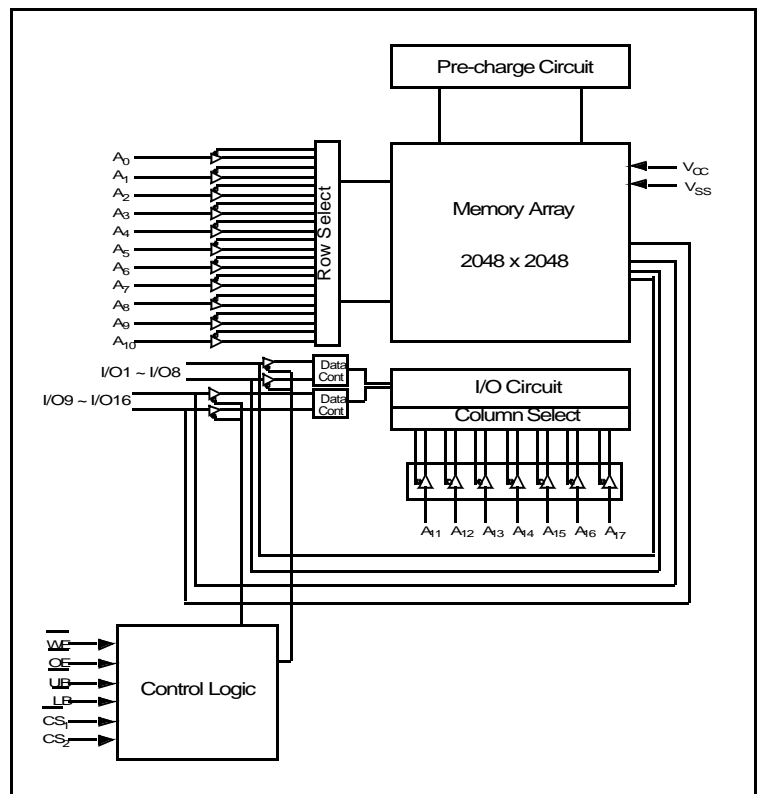 Pre-charge Circuit
A0
A1
A2
A3
A4
A5
A6
A7
A8
A9
A10
Row Select
Memory Array
2048 x 2048
VCC
VSS
I/O1 ~ I/O8
I/O9 ~ I/O16
Data
Cont
Data
Cont
I/O Circuit
Column Select
A11 A12 A13 A14 A15 A16 A17
WE
OE
UB
LB
CS1
CS2
Control Logic